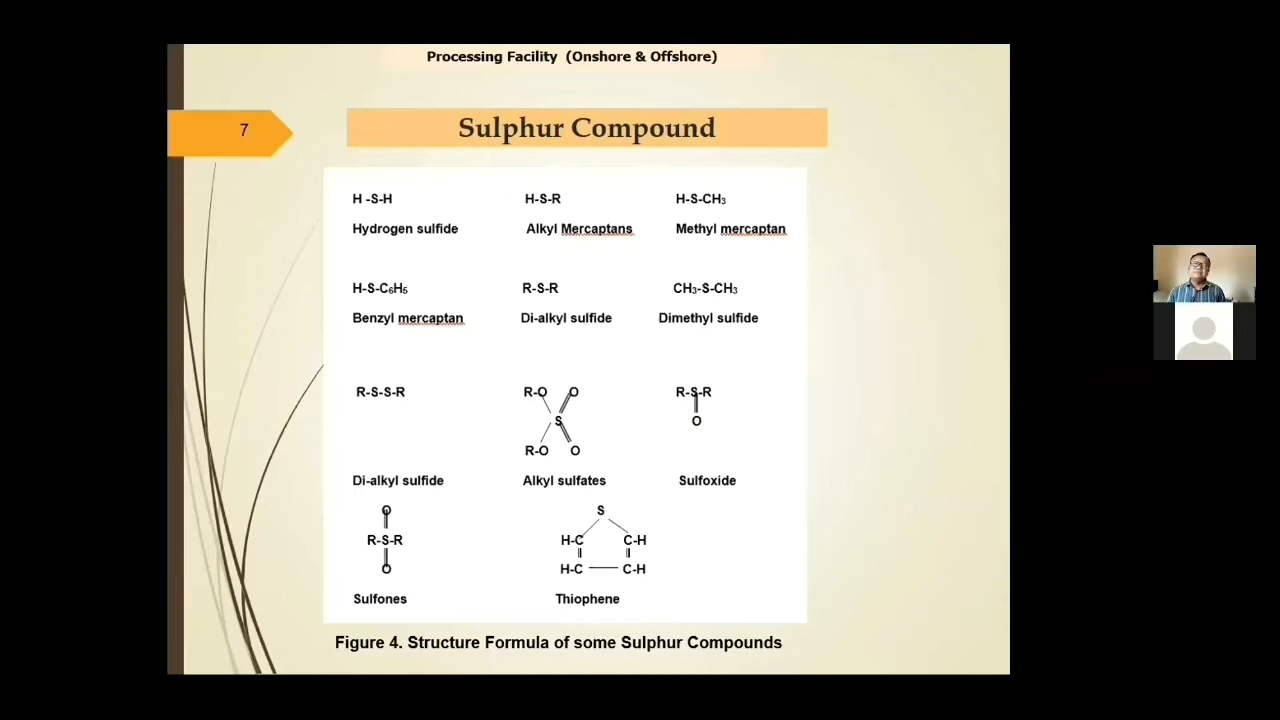 Processing Facility (Onshore & Offshore)
7
Sulphur Compound
H -S-H H-S-R H-S-CH₃
Hydrogen sulfide Alkyl Mercaptans Methyl mercaptan
H-S-C₆H₅ R-S-R CH₃-S-CH₃
Benzyl mercaptan Di-alkyl sulfide Dimethyl sulfide
R-S-S-R R-O O R-S-R
S O
R-O O
Di-alkyl sulfide Alkyl sulfates Sulfoxide
O S
R-S-R H-C C-H
O H-C C-H
Sulfones Thiophene
Figure 4. Structure Formula of some Sulphur Compounds